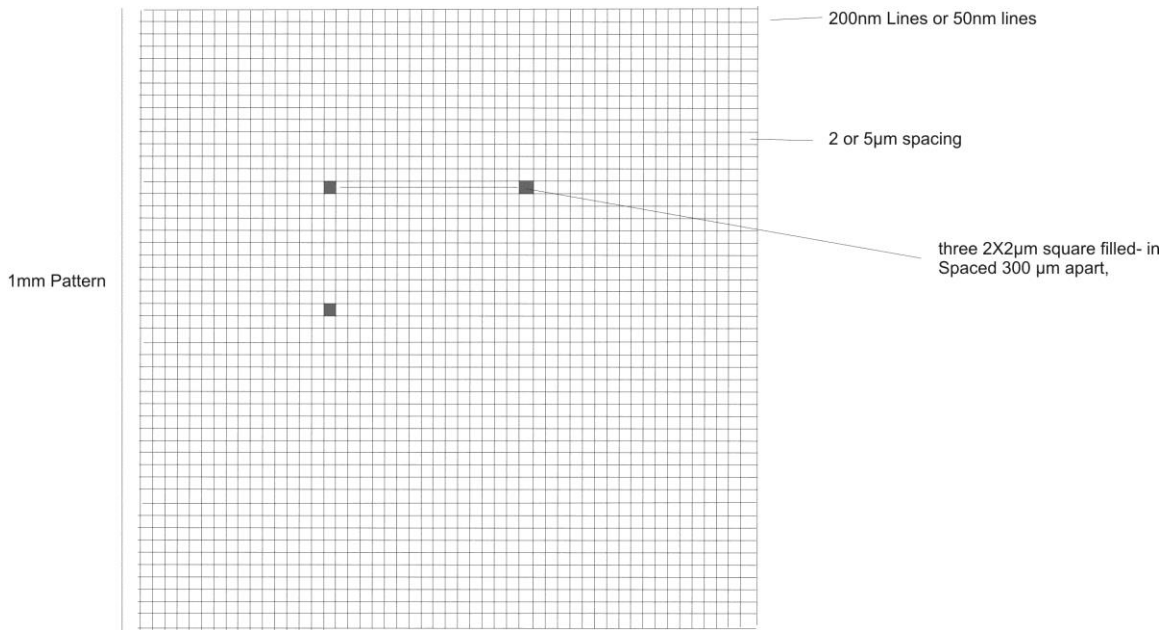 200nm Lines or 50nm lines
2 or 5µm spacing
three 2X2µm square filled- in
Spaced 300 µm apart,
1mm Pattern